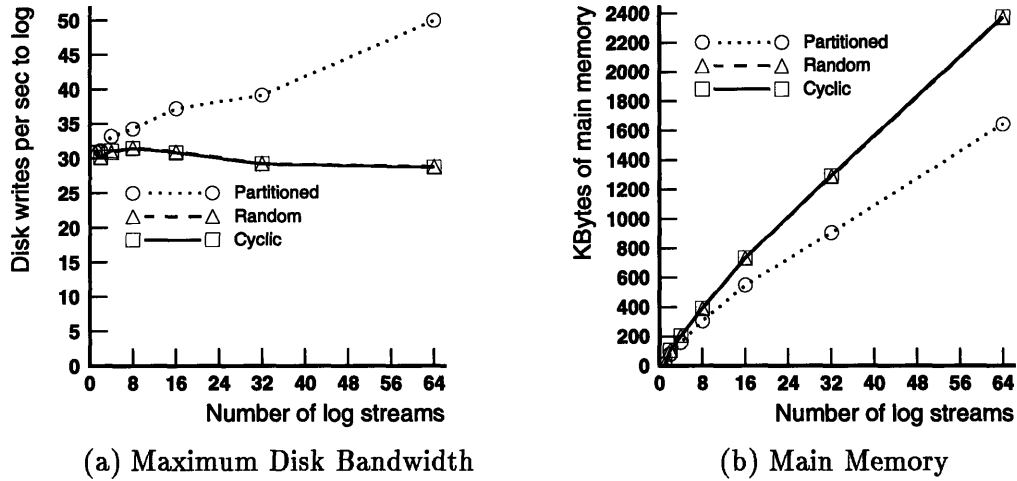 Disk writes per sec to log
50
45
40
35
30
25
20
15
10
5
0
Partitioned
Random
Cyclic
0 8 16 24 32 40 48 56 64
Number of log streams
(a) Maximum Disk Bandwidth
KBytes of main memory
2400
2200
2000
1800
1600
1400
1200
1000
800
600
400
200
0
Partitioned
Random
Cyclic
0 8 16 24 32 40 48 56 64
Number of log streams
(b) Main Memory